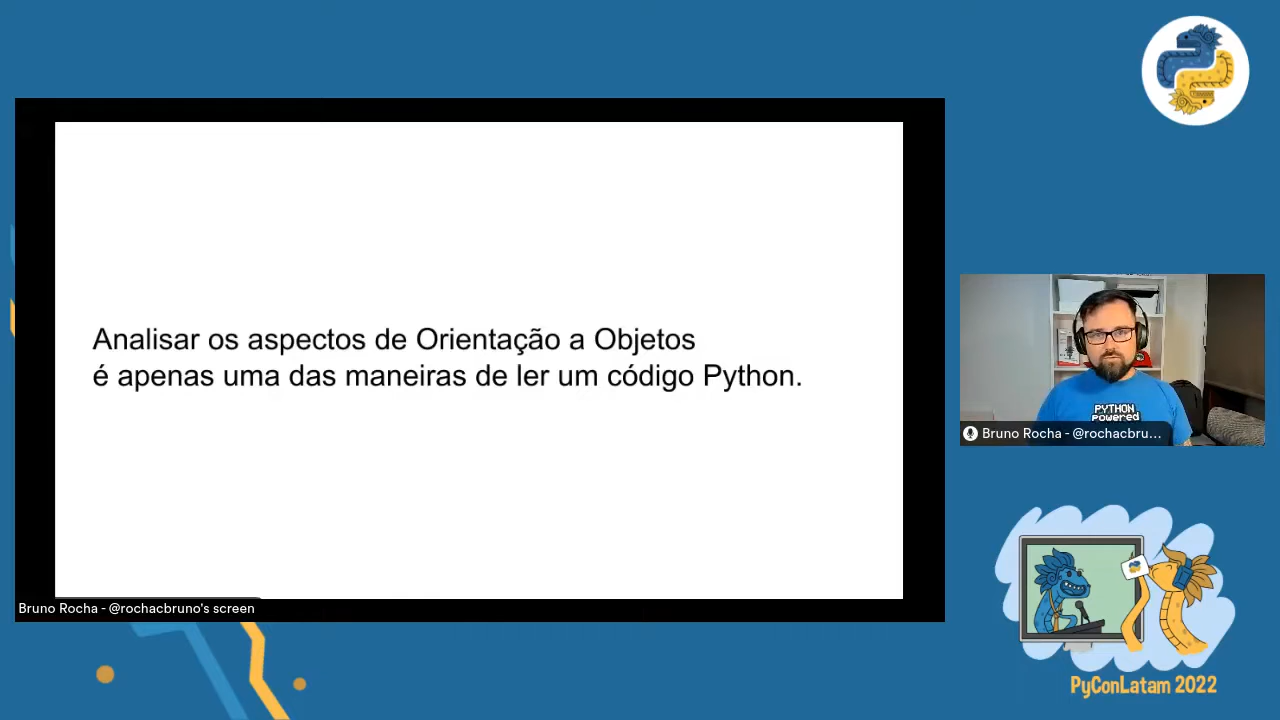 Analisar os aspectos de Orientação a Objetos
é apenas uma das maneiras de ler um código Python.
PYTHON
powered
Bruno Rocha - @rochacbru...
Bruno Rocha - @rochacbruno's screen
PyConLatam 2022